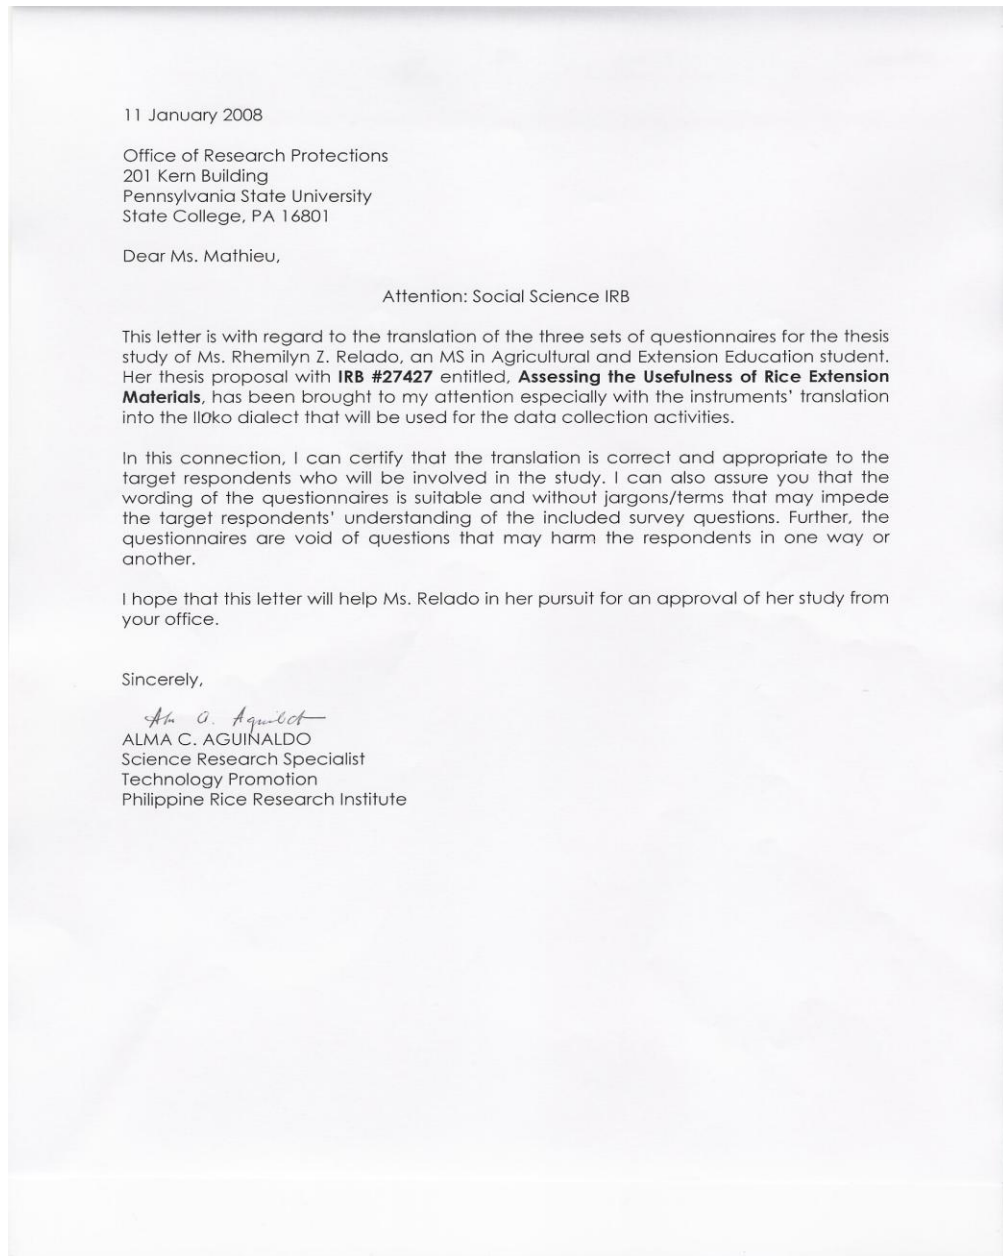 11 January 2008
Office of Research Protections
201 Kern Building
Pennsylvania State University
State College, PA 16801
Dear Ms. Mathieu,
Attention: Social Science IRB
This letter is with regard to the translation of the three sets of questionnaires for the thesis
study of Ms. Rhemilyn Z. Relado, an MS in Agricultural and Extension Education student.
Her thesis proposal with IRB #27427 entitled, Assessing the Usefulness of Rice Extension
Materials, has been brought to my attention especially with the instruments' translation
into the Iloko dialect that will be used for the data collection activities.
In this connection, I can certify that the translation is correct and appropriate to the
target respondents who will be involved in the study. I can also assure you that the
wording of the questionnaires is suitable and without jargons/terms that may impede
the target respondents' understanding of the included survey questions. Further, the
questionnaires are void of questions that may harm the respondents in one way or
another.
I hope that this letter will help Ms. Relado in her pursuit for an approval of her study from
your office.
Sincerely,
ALMA C. AGUINALDO
Science Research Specialist
Technology Promotion
Philippine Rice Research Institute